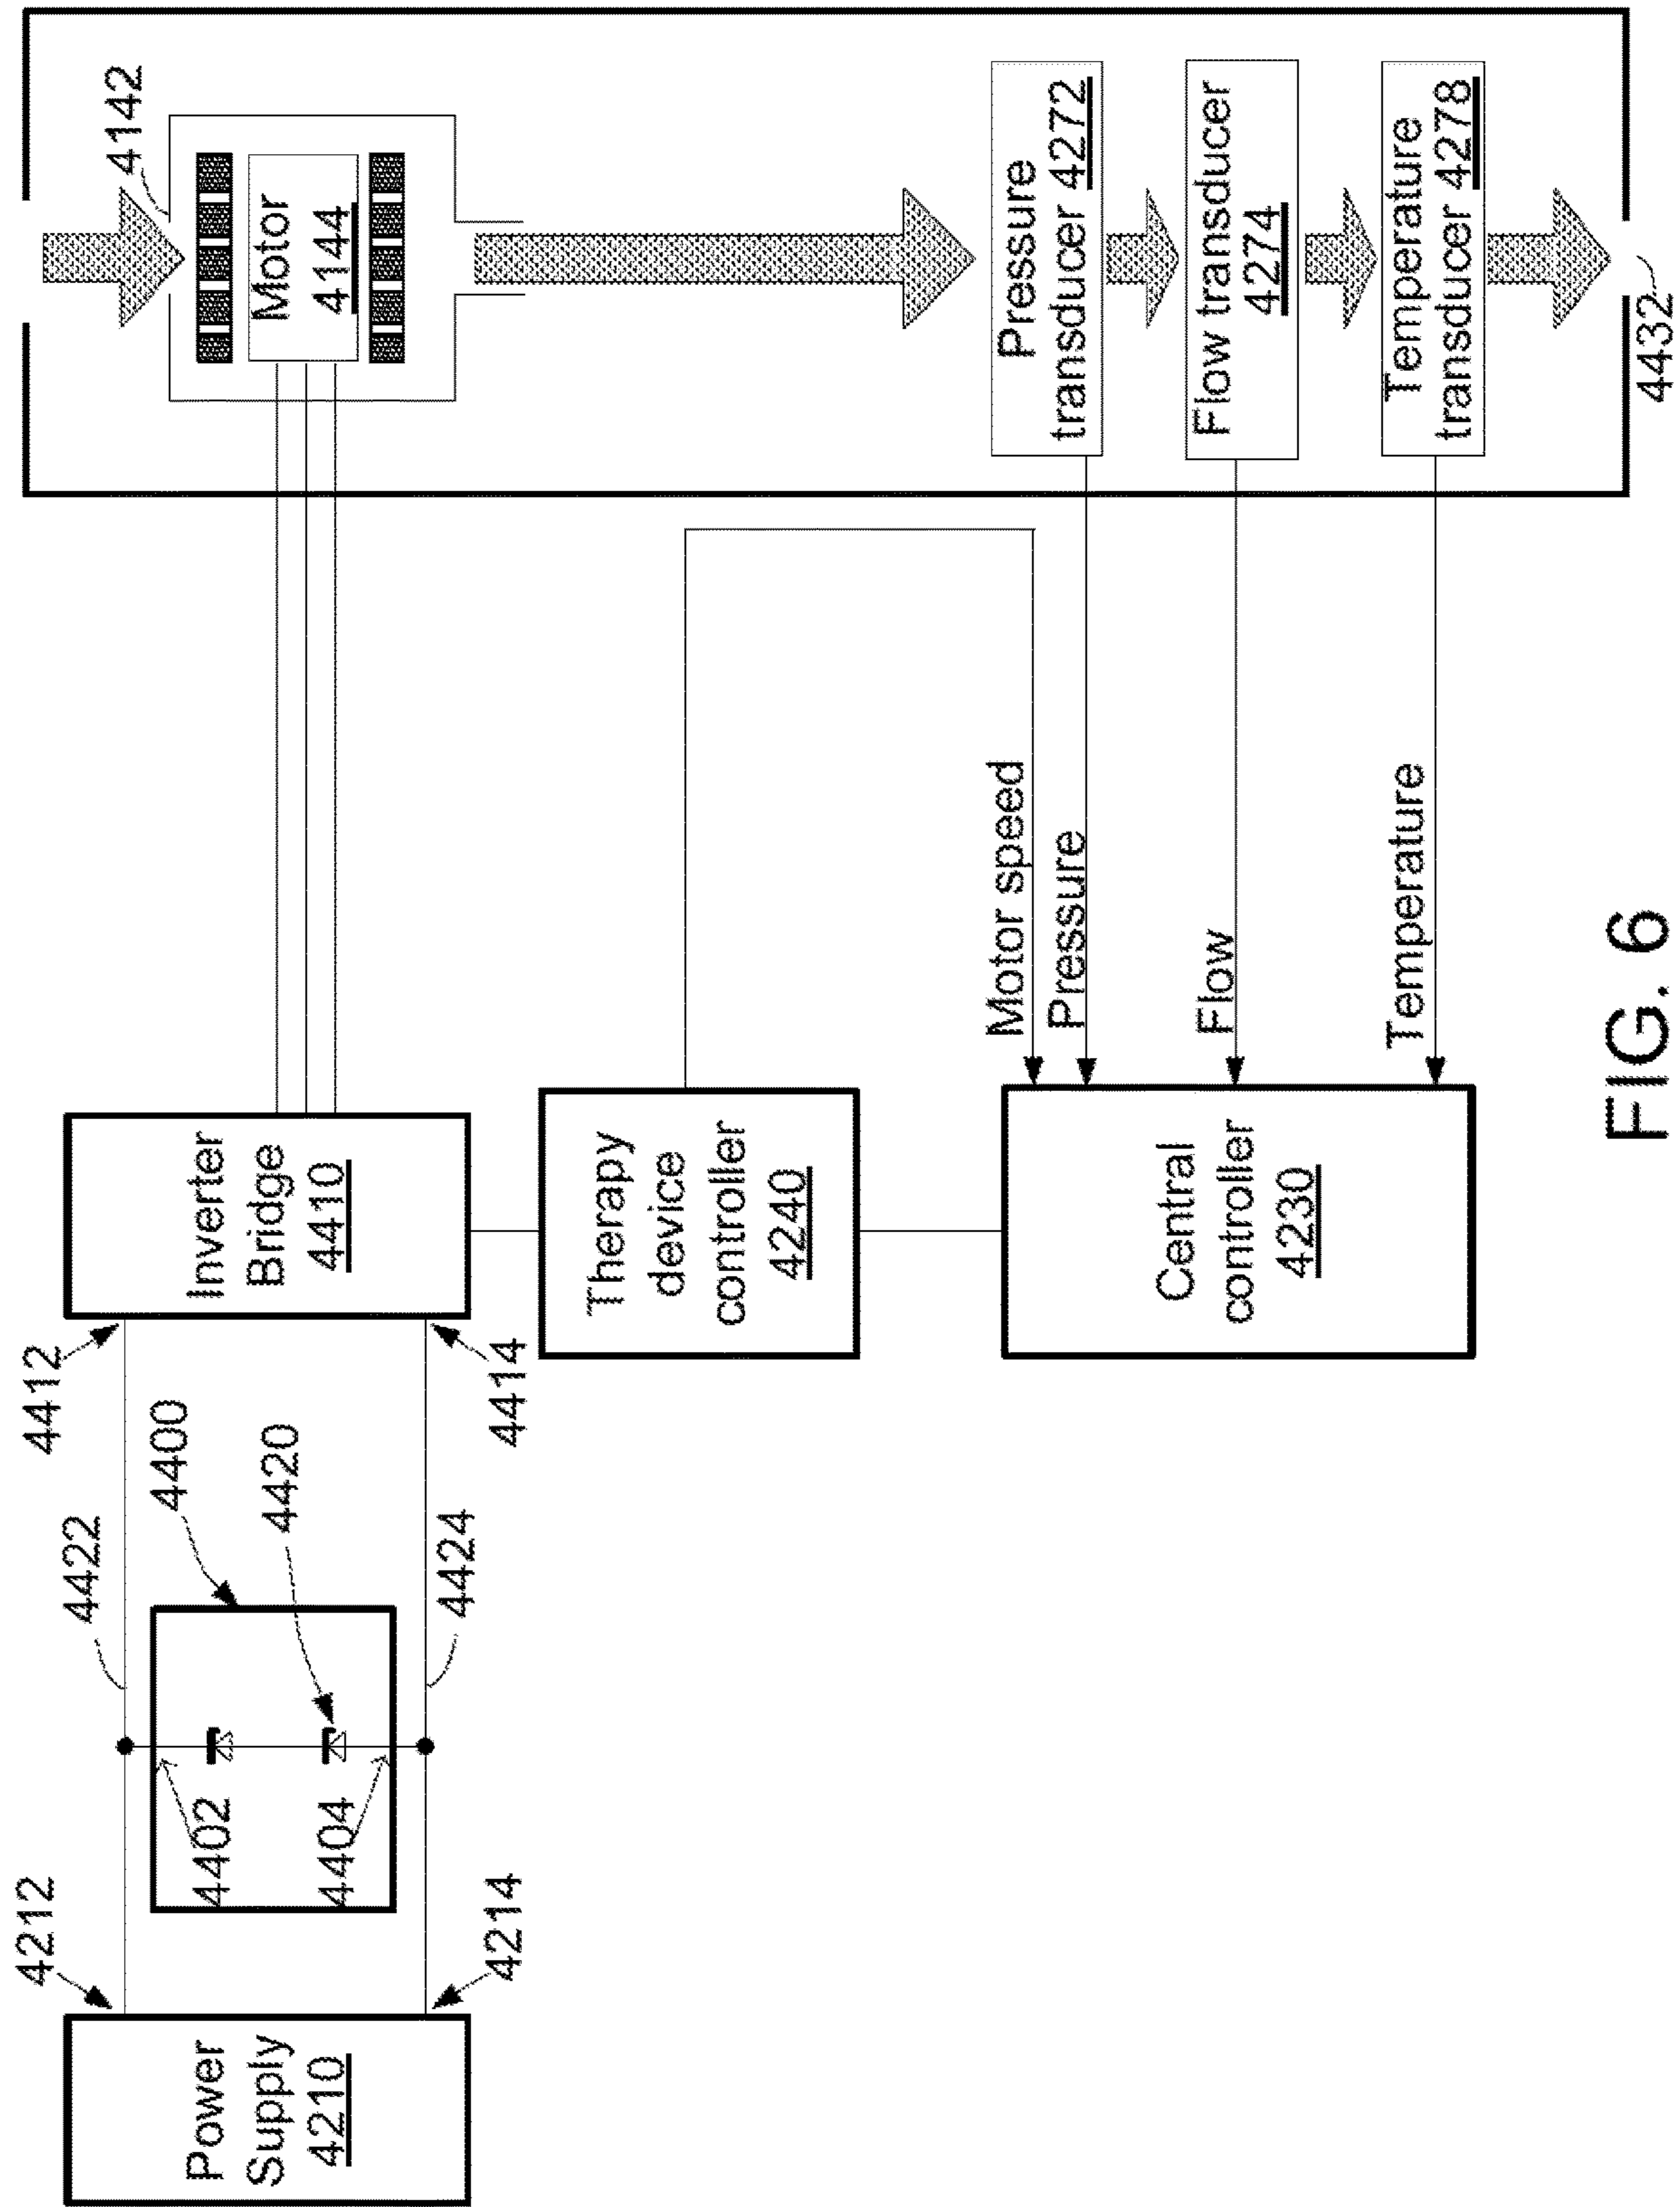 4212
4214
Power
Supply
4210
4402
4404
4422
4400
4420
4424
4412
4414
Inverter
Bridge
4410
Therapy
device
controller
4240
Central
controller
4230
Motor speed
Pressure
Flow
Temperature
4142
Motor
4144
Pressure
transducer 4272
Flow transducer
4274
Temperature
transducer 4278
4432
FIG. 6